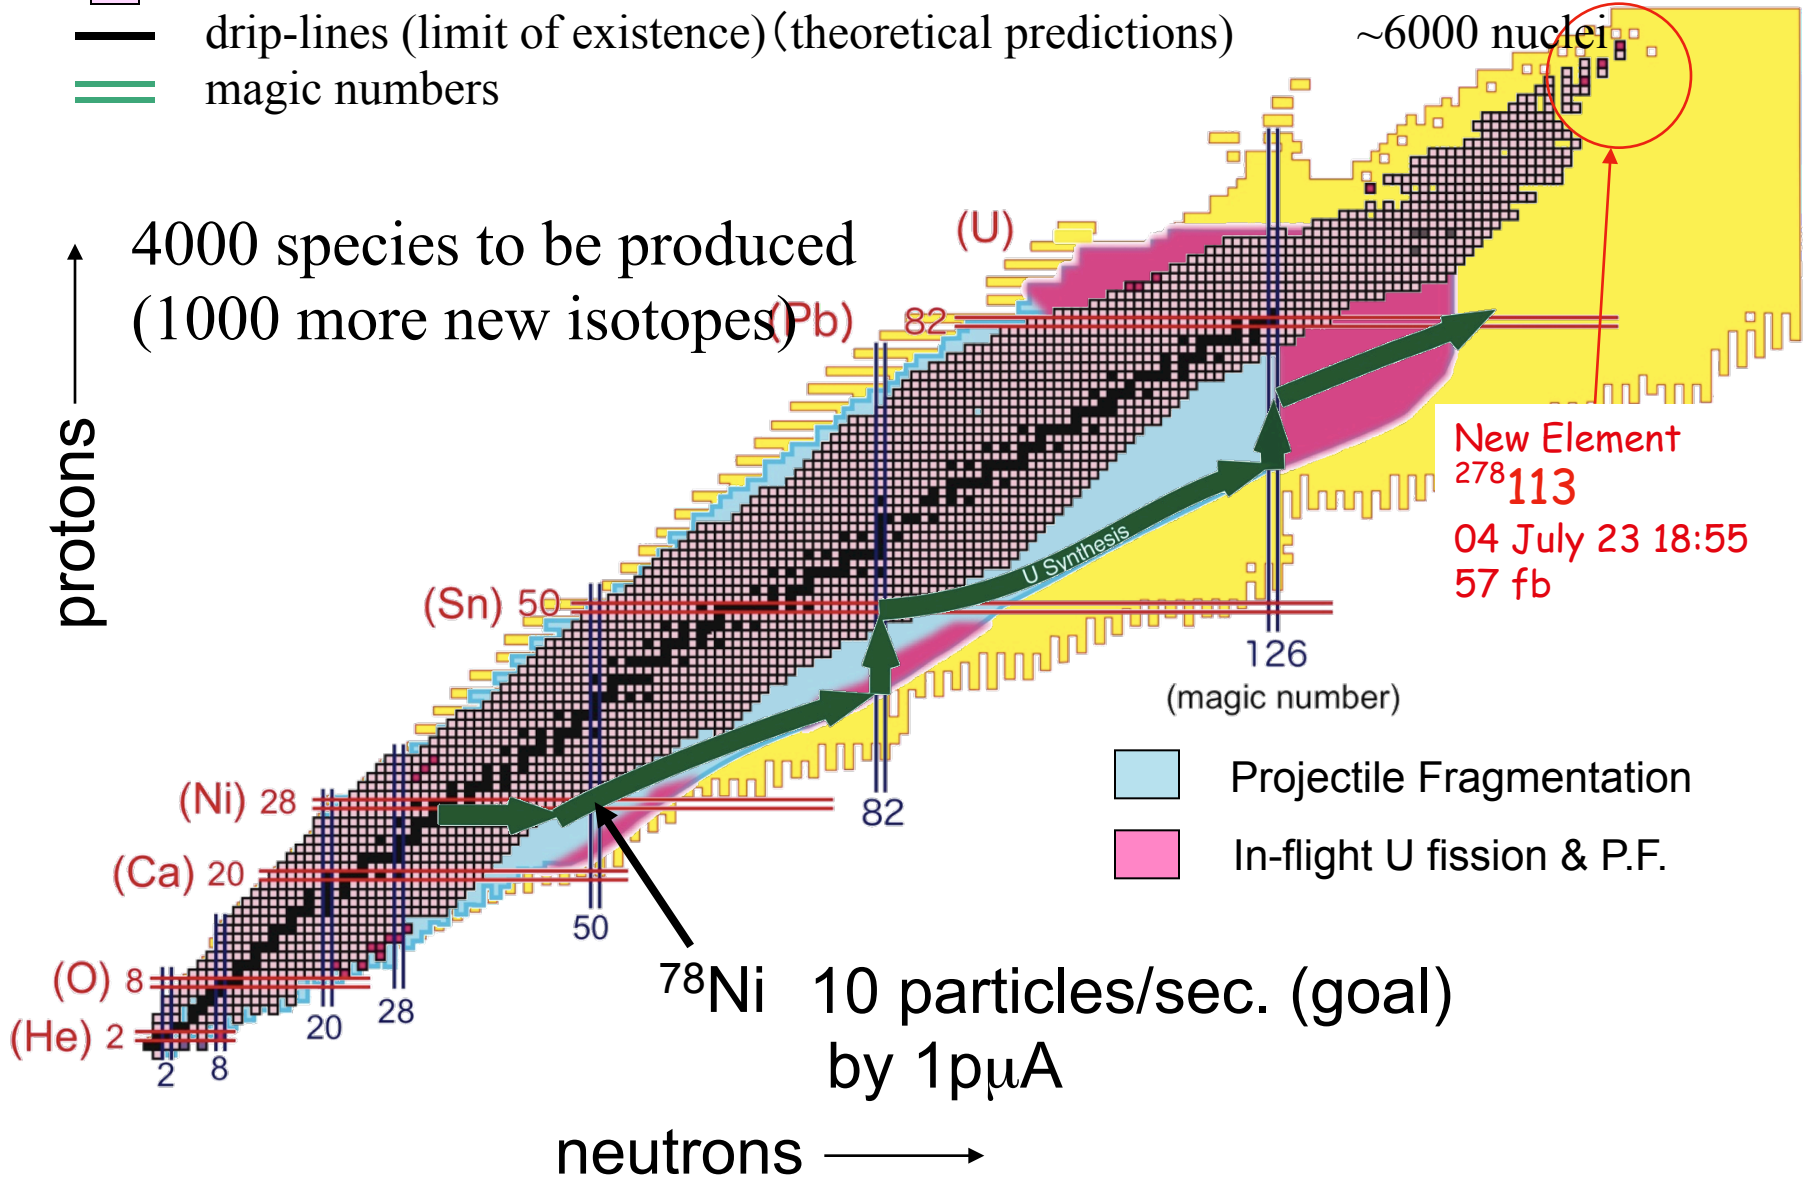 drip-lines (limit of existence)（theoretical predictions) ~6000 nuclei
magic numbers
4000 species to be produced
(1000 more new isotopes)
(U)
(Pb) 82
New Element
²⁷⁸113
04 July 23 18:55
57 fb
U Synthesis
(Sn) 50
126
(magic number)
Projectile Fragmentation
(Ni) 28
82
In-flight U fission & P.F.
(Ca) 20
50
(O) 8
⁷⁸Ni 10 particles/sec. (goal)
by 1pμA
20
28
(He) 2
2
8
protons
neutrons